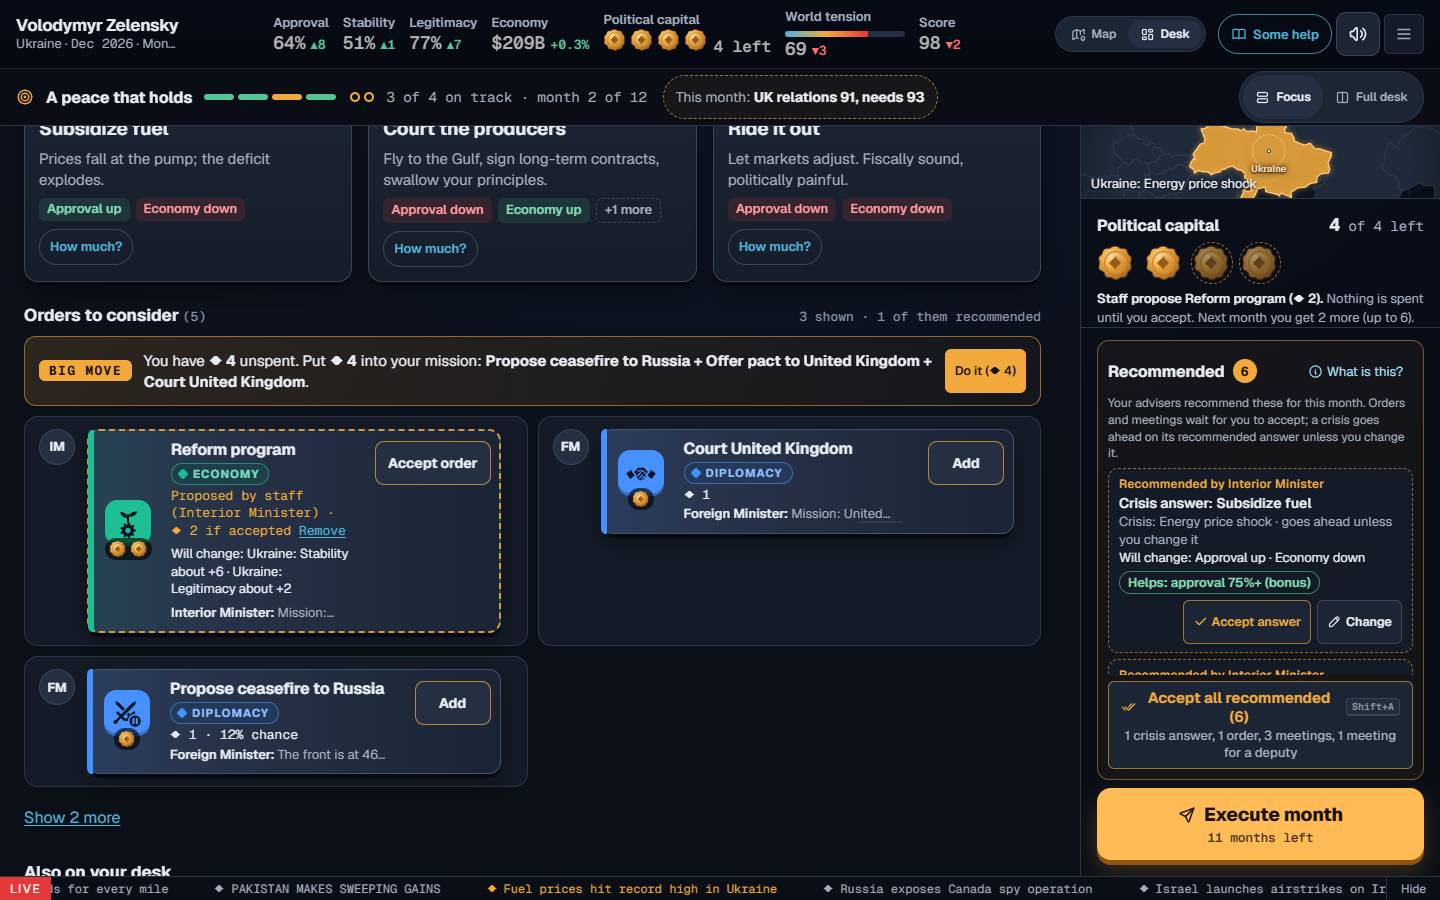 Volodymyr Zelensky
Ukraine · Dec 2026 · Mon…
Approval
64% ▲8
Stability
51% ▲1
Legitimacy
77% ▲7
Economy
$209B +0.3%
Political capital
4 left
World tension
69 ▼3
Score
98 ▼2
Map
Desk
Some help
A peace that holds
3 of 4 on track · month 2 of 12
This month: UK relations 91, needs 93
Focus
Full desk
Subsidize fuel
Prices fall at the pump; the deficit
explodes.
Approval up
Economy down
How much?
Court the producers
Fly to the Gulf, sign long-term contracts,
swallow your principles.
Approval down
Economy up
+1 more
How much?
Ride it out
Let markets adjust. Fiscally sound,
politically painful.
Approval down
Economy down
How much?
Orders to consider (5)
3 shown · 1 of them recommended
BIG MOVE
You have ◆ 4 unspent. Put ◆ 4 into your mission: Propose ceasefire to Russia + Offer pact to United Kingdom +
Court United Kingdom.
Do it (◆ 4)
IM
Reform program
ECONOMY
Proposed by staff
(Interior Minister) ·
◆ 2 if accepted Remove
Will change: Ukraine: Stability
about +6 · Ukraine:
Legitimacy about +2
Interior Minister: Mission:…
Accept order
FM
Court United Kingdom
DIPLOMACY
◆ 1
Foreign Minister: Mission: United…
Add
FM
Propose ceasefire to Russia
DIPLOMACY
◆ 1 · 12% chance
Foreign Minister: The front is at 46…
Add
Show 2 more
Also on your desk
Ukraine
Ukraine: Energy price shock
Political capital
4 of 4 left
Staff propose Reform program (◆ 2). Nothing is spent
until you accept. Next month you get 2 more (up to 6).
Recommended 6
What is this?
Your advisers recommend these for this month. Orders
and meetings wait for you to accept; a crisis goes
ahead on its recommended answer unless you change
it.
Recommended by Interior Minister
Crisis answer: Subsidize fuel
Crisis: Energy price shock · goes ahead unless
you change it
Will change: Approval up · Economy down
Helps: approval 75%+ (bonus)
Accept answer
Change
Recommended by Interior Minister
Accept all recommended
(6)
Shift+A
1 crisis answer, 1 order, 3 meetings, 1 meeting
for a deputy
Execute month
11 months left
LIVE
ls for every mile ◆ PAKISTAN MAKES SWEEPING GAINS ◆ Fuel prices hit record high in Ukraine ◆ Russia exposes Canada spy operation ◆ Israel launches airstrikes on Ir
Hide